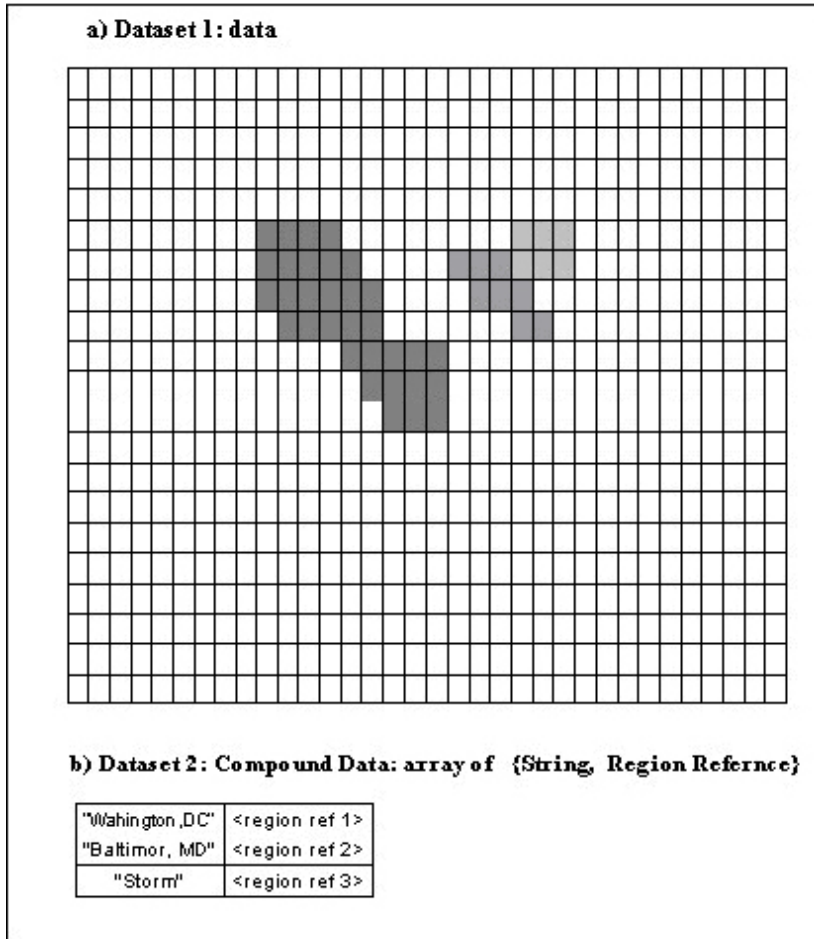 a) Dataset 1: data
b) Dataset 2: Compound Data: array of {String, Region Refernce}
"Wahington,DC" <region ref 1>
"Baltimor, MD" <region ref 2>
"Storm" <region ref 3>